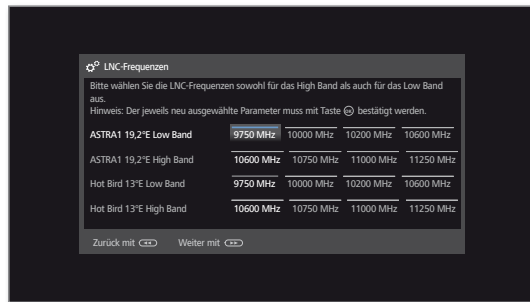 LNC-Frequenzen
Bitte wählen Sie die LNC-Frequenzen sowohl für das High Band als auch für das Low Band
aus.
Hinweis: Der jeweils neu ausgewählte Parameter muss mit Taste OK bestätigt werden.
ASTRA1 19,2°E Low Band 9750 MHz 10000 MHz 10200 MHz 10600 MHz
ASTRA1 19,2°E High Band 10600 MHz 10750 MHz 11000 MHz 11250 MHz
Hot Bird 13°E Low Band 9750 MHz 10000 MHz 10200 MHz 10600 MHz
Hot Bird 13°E High Band 10600 MHz 10750 MHz 11000 MHz 11250 MHz
Zurück mit Weiter mit